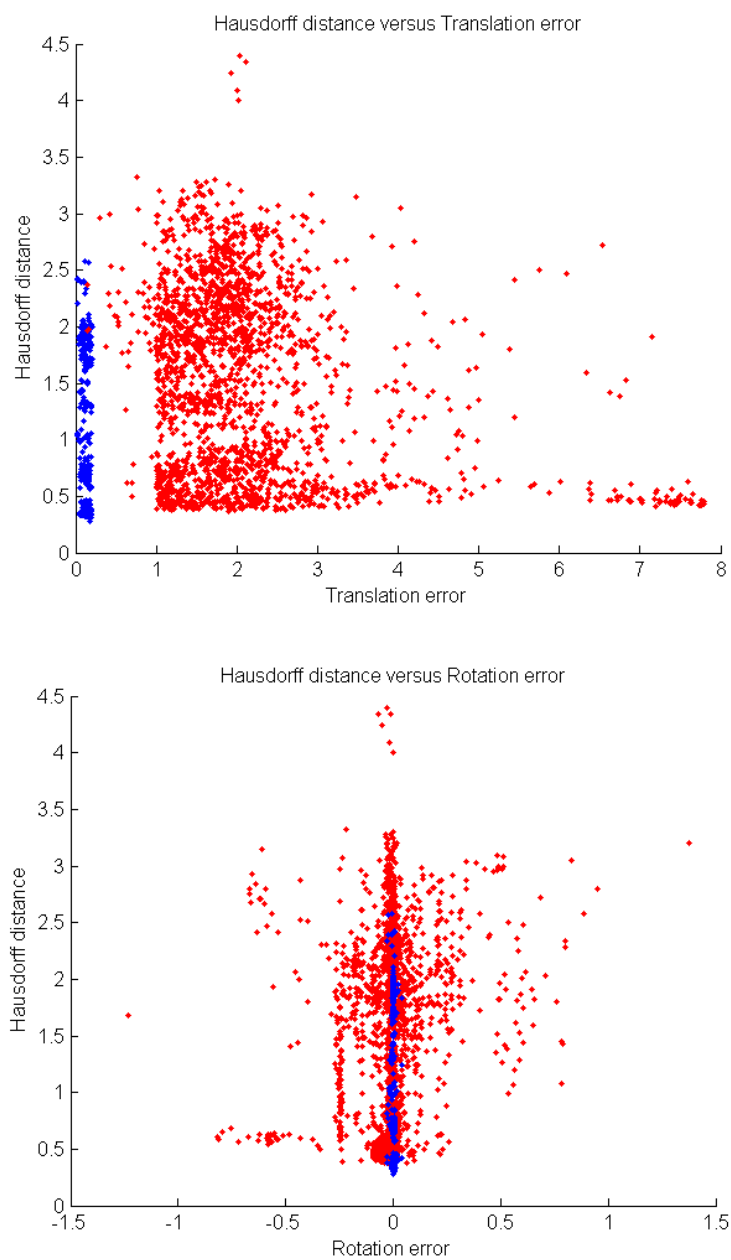 Hausdorff distance versus Translation error
4.5
4
3.5
3
2.5
2
1.5
1
0.5
0
Hausdorff distance
0 1 2 3 4 5 6 7 8
Translation error
Hausdorff distance versus Rotation error
4.5
4
3.5
3
2.5
2
1.5
1
0.5
0
Hausdorff distance
-1.5 -1 -0.5 0 0.5 1 1.5
Rotation error